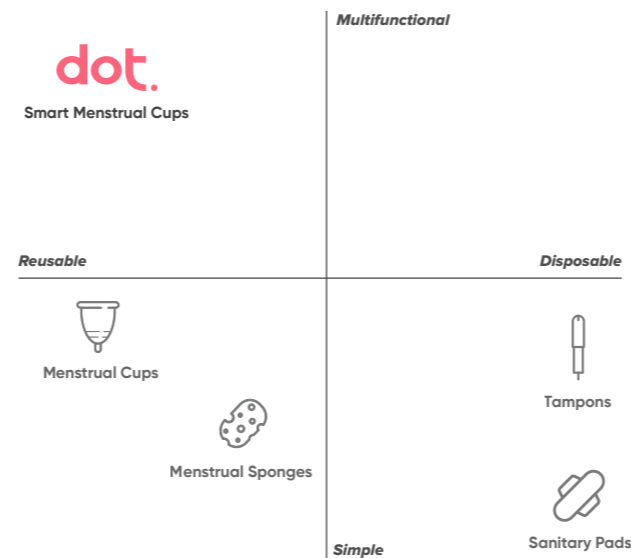 Multifunctional
dot.
Smart Menstrual Cups
Reusable
Disposable
Menstrual Cups
Tampons
Menstrual Sponges
Sanitary Pads
Simple